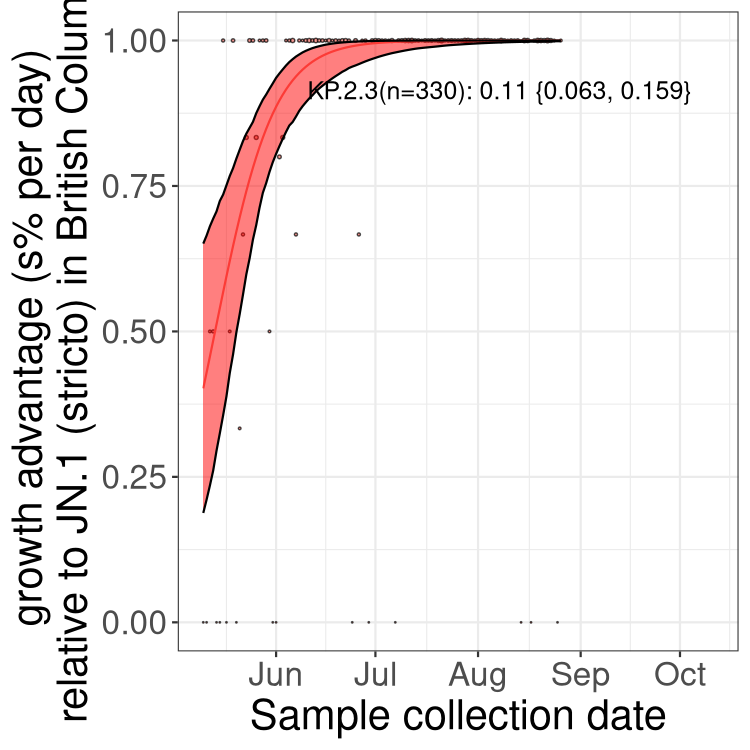 growth advantage (s% per day)
relative to JN.1 (stricto) in British Colum
1.00
0.75
0.50
0.25
0.00
KP.2.3(n=330): 0.11 {0.063, 0.159}
Jun Jul Aug Sep Oct
Sample collection date